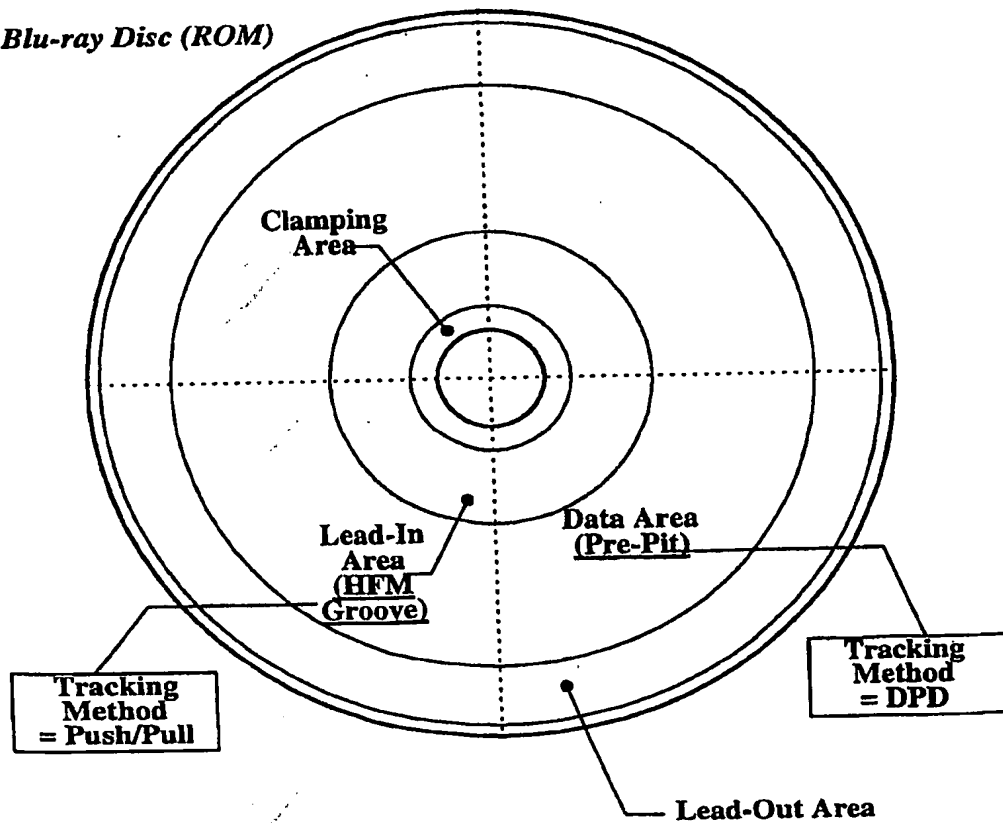 Blu-ray Disc (ROM)
Clamping
Area
Lead-In
Area
(HFM
Groove)
Data Area
(Pre-Pit)
Tracking
Method
= Push/Pull
Tracking
Method
= DPD
Lead-Out Area